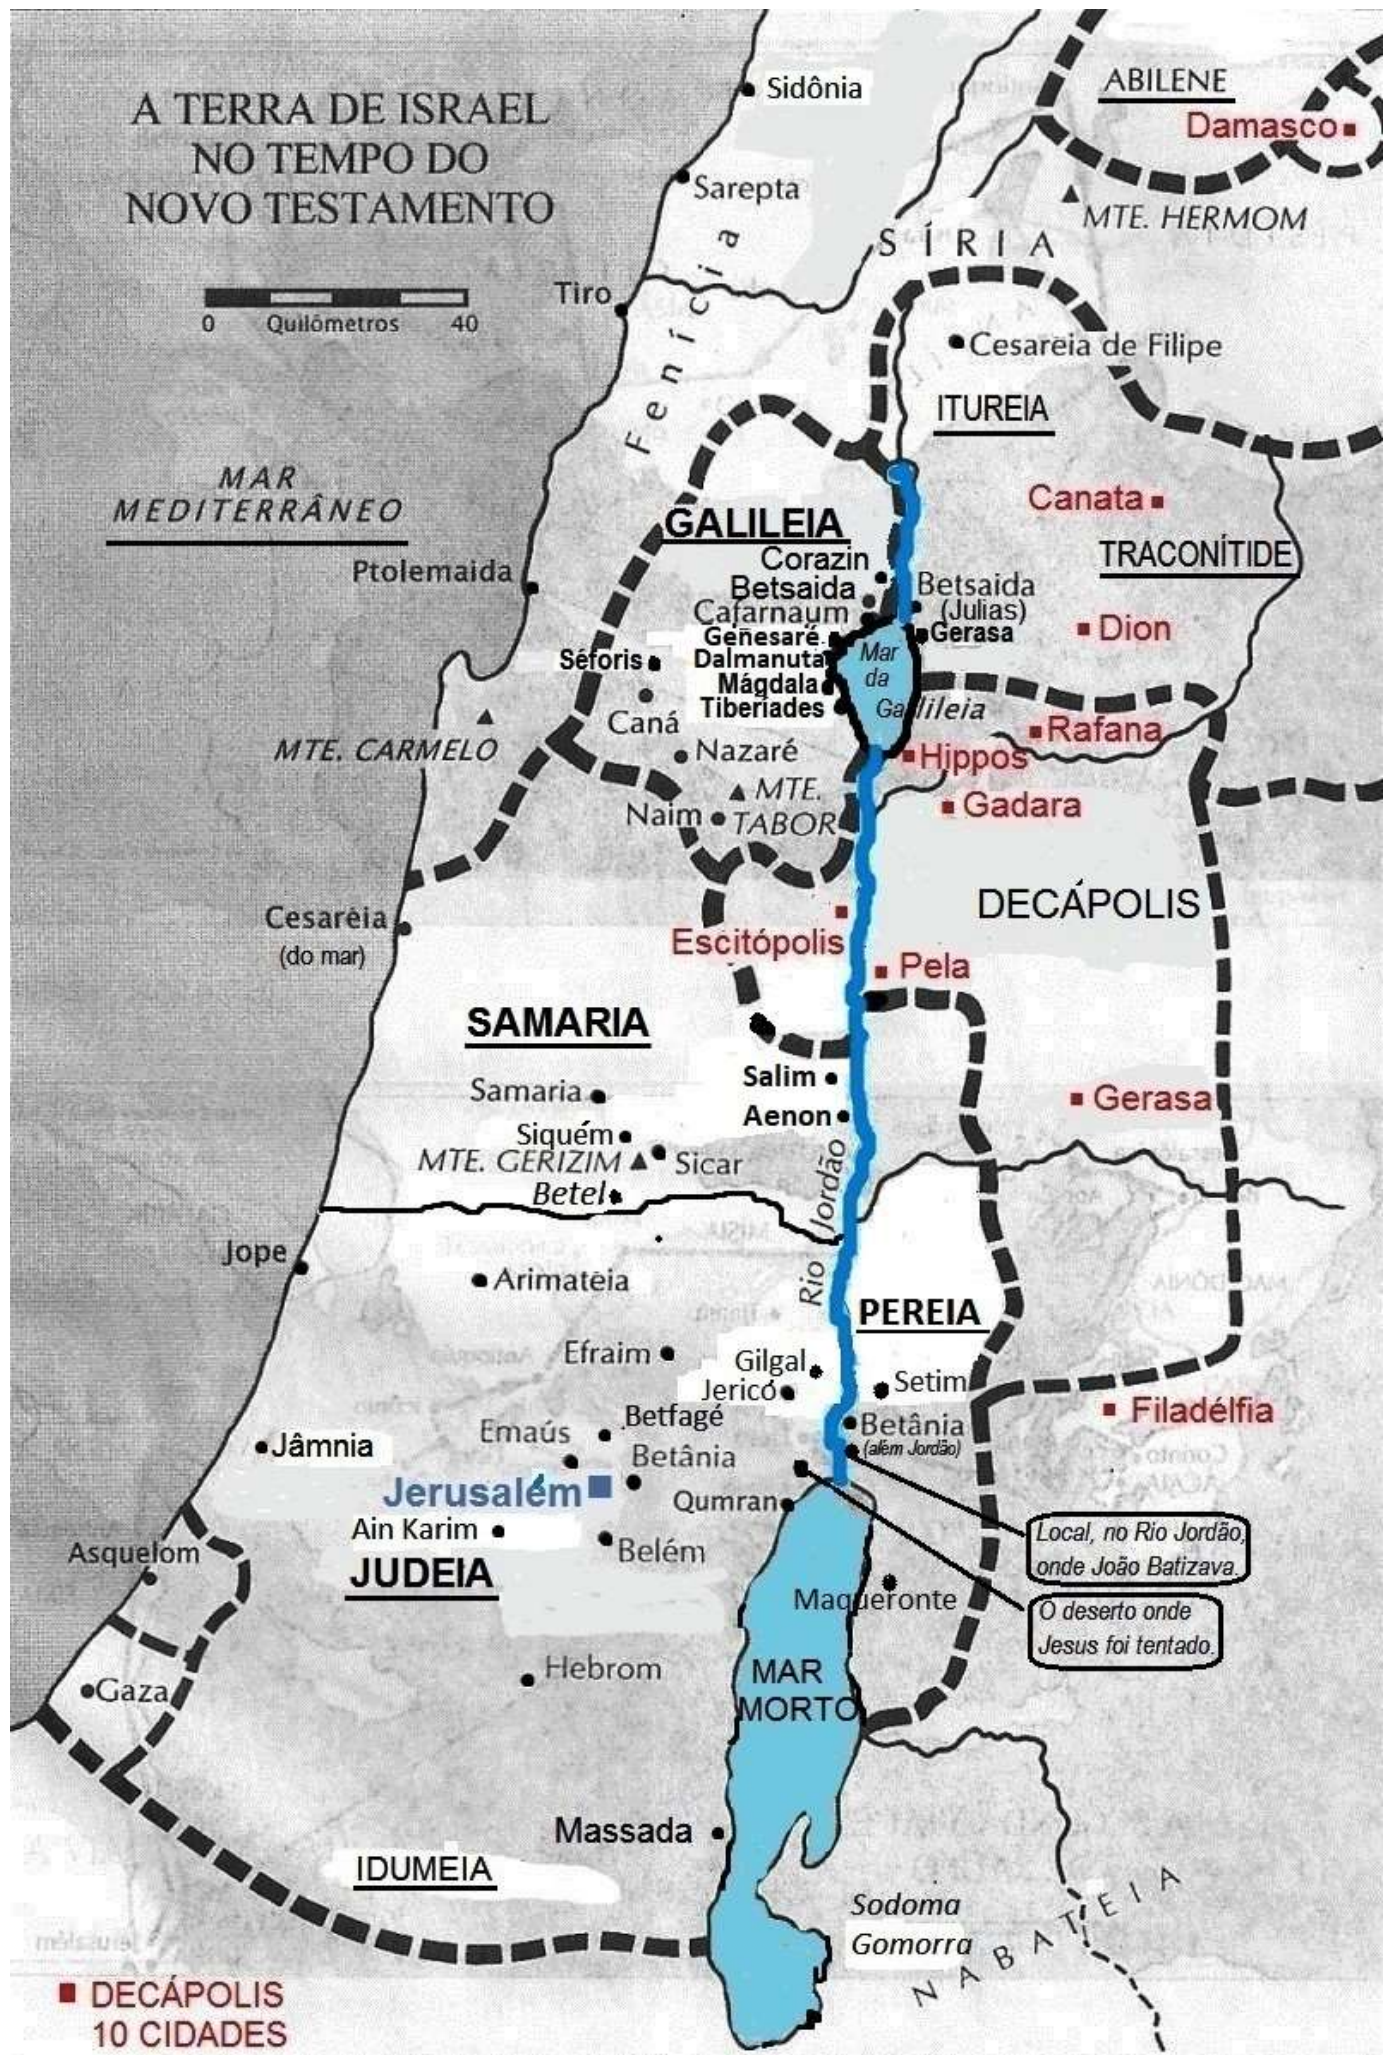 A TERRA DE ISRAEL
NO TEMPO DO
NOVO TESTAMENTO
0 Quilômetros 40
Sidônia
ABILENE
Damasco
Sarepta
MTE. HERMOM
SÍRIA
Fenícia
Tiro
Cesareia de Filipe
ITUREIA
MAR
MEDITERRÂNEO
Canata
GALILEIA
TRACONÍTIDE
Corazin
Ptolemaida
Betsaida
Betsaida
(Julias)
Cafarnaum
Genesaré
Gerasa
Dion
Séforis
Dalmanuta
Mar
da
Galileia
Mágdala
Tiberíades
Caná
Rafana
MTE. CARMELO
Nazaré
Hippos
MTE.
TABOR
Naim
Gadara
DECÁPOLIS
Cesaréia
(do mar)
Escitópolis
Pela
SAMARIA
Salim
Samaria
Aenon
Gerasa
Siquém
MTE. GERIZIM
Sicar
Betel
Rio Jordão
Jope
Arimatéia
PEREIA
Efraim
Gilgal
Jericó
Setim
Filadélfia
Betfagé
Betânia
(além Jordão)
Emaús
Jâmnia
Betânia
Jerusalém
Qumran
Ain Karim
Local, no Rio Jordão,
onde João Batizava.
Asquelom
Belém
JUDEIA
Maqueronte
O deserto onde
Jesus foi tentado.
Hebrom
MAR
MORTO
Gaza
Massada
IDUMEIA
Sodoma
Gomorra
NABATEIA
DECÁPOLIS
10 CIDADES